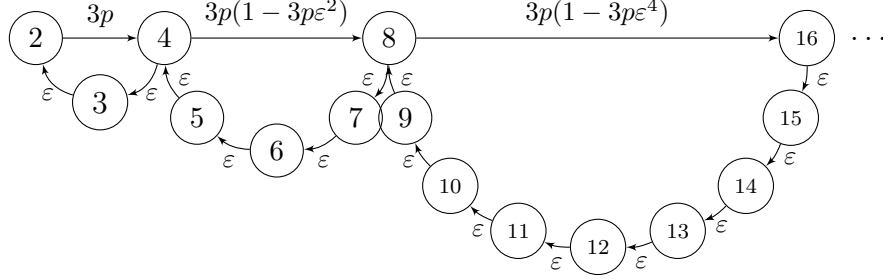 3p 3p(1 − 3pε²) 3p(1 − 3pε⁴)
2 4 8 16 ⋯
ε ε ε ε ε ε
3 5 7 9 15
6 ε ε ε ε
10 14
ε ε
11 13
12
ε ε ε